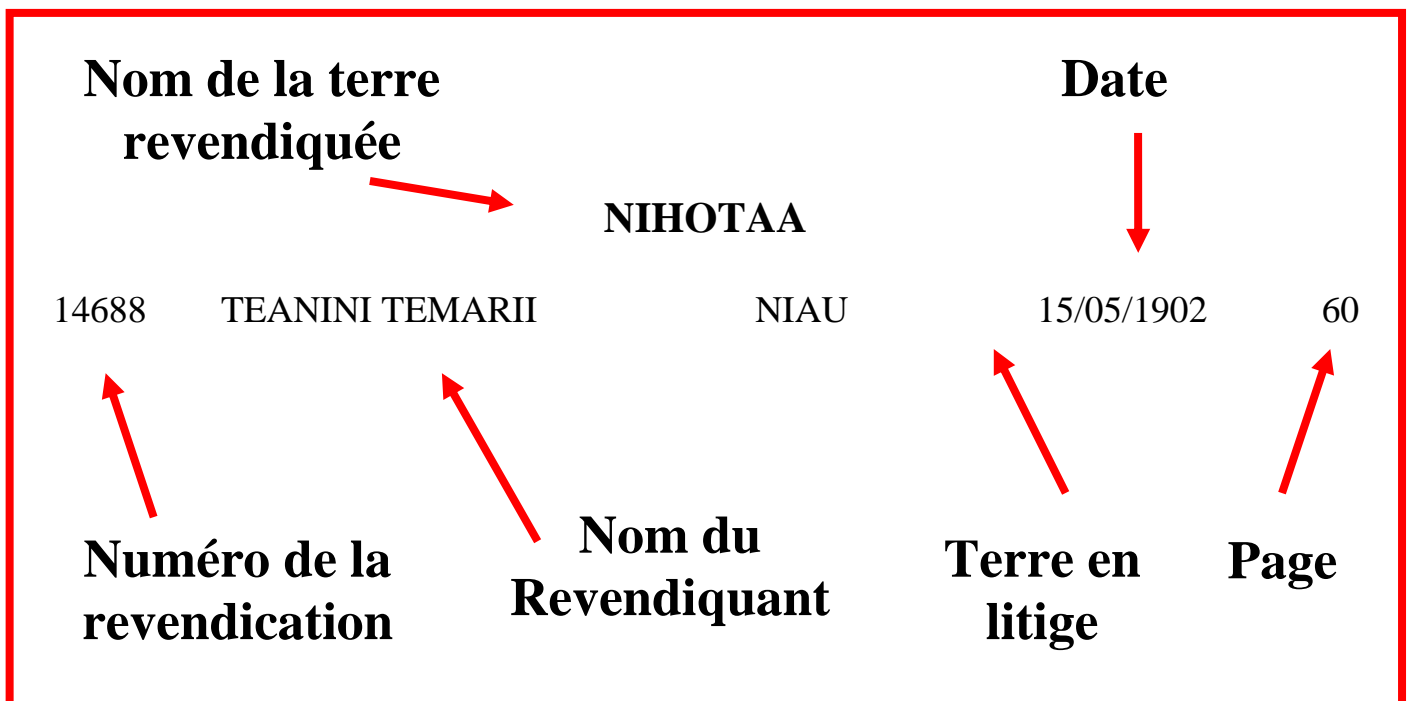 Nom de la terre
revendiquée
Date
NIHOTAA
14688 TEANINI TEMARII NIAU 15/05/1902 60
Numéro de la
revendication
Nom du
Revendiquant
Terre en
litige
Page